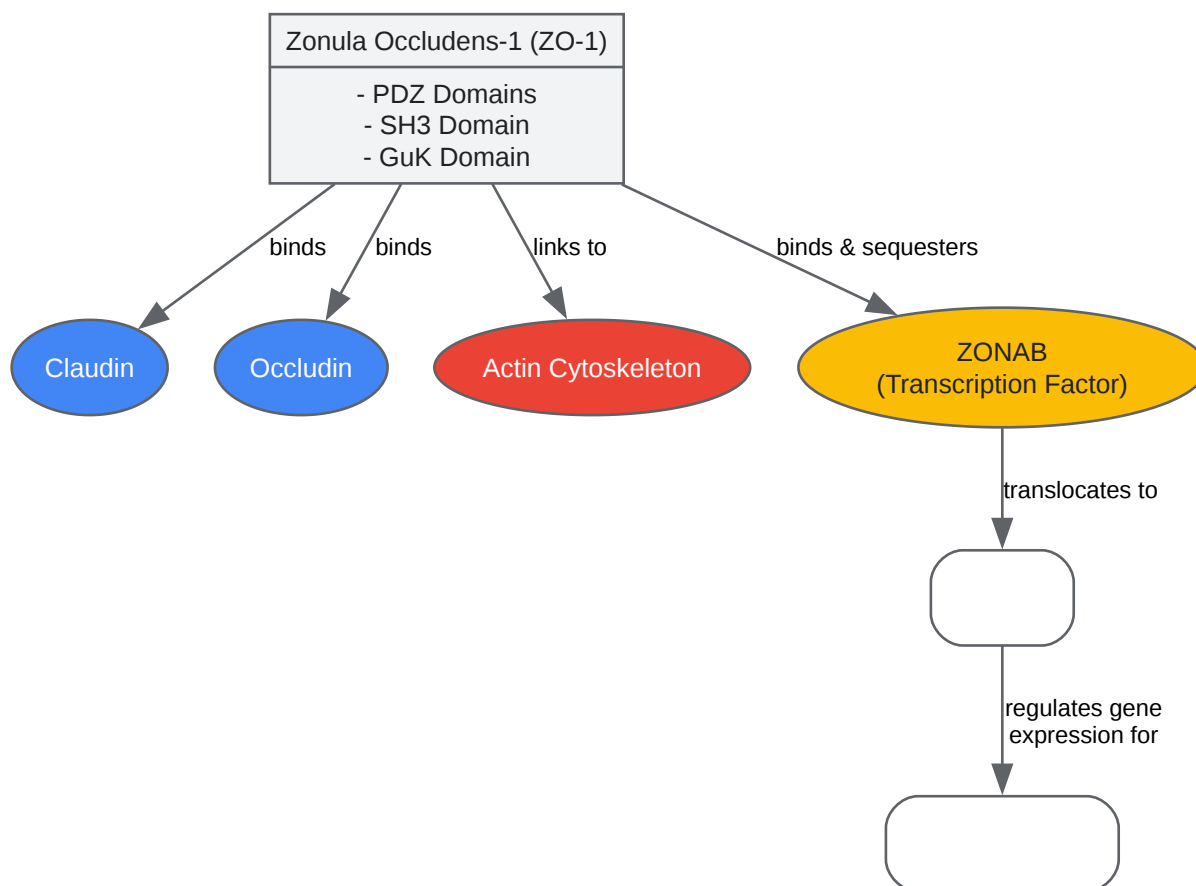 Zonula Occludens-1 (ZO-1)
- PDZ Domains
- SH3 Domain
- GuK Domain
binds
binds
links to
binds & sequesters
Claudin
Occludin
Actin Cytoskeleton
ZONAB
(Transcription Factor)
translocates to
regulates gene
expression for